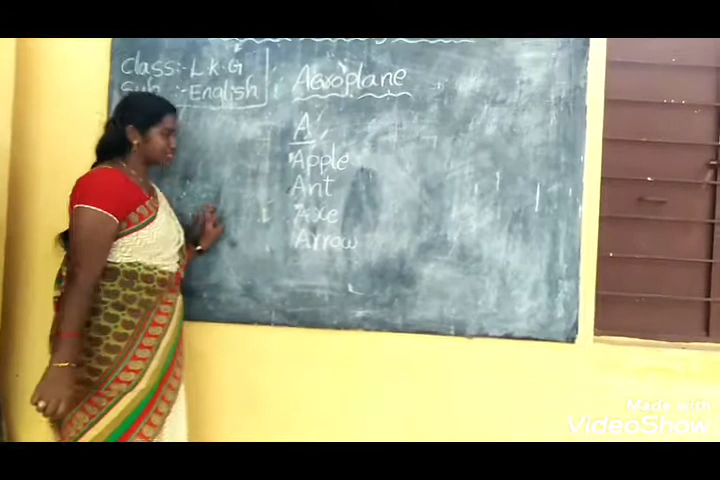 Class:- L.K.G
Sub :- English
Aeroplane
A
Apple
Ant
Axe
Arrow
Made with
VideoShow